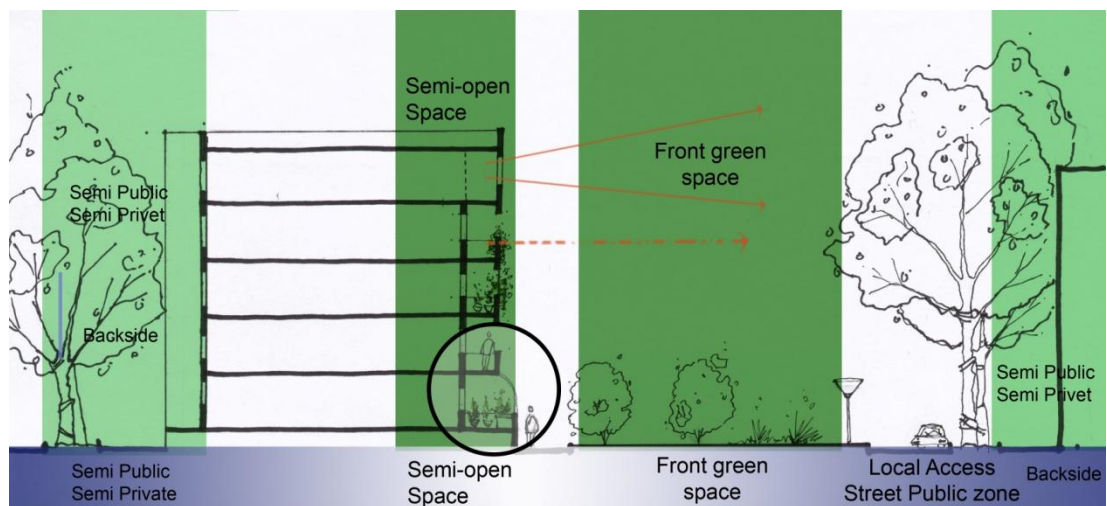 Semi-open
Space
Front green
space
Semi Public
Semi Privet
Backside
Semi Public
Semi Privet
Semi Public
Semi Private
Semi-open
Space
Front green
space
Local Access
Street Public zone
Backside